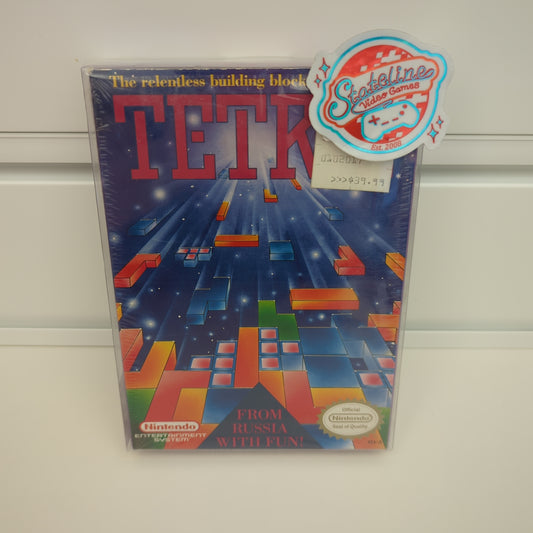 The relentless building block
TETR
Stateline
Video Games
Est. 2008
>>>$39.99
FROM
RUSSIA
WITH FUN!
Nintendo
ENTERTAINMENT
SYSTEM
Official
Nintendo
Seal of Quality